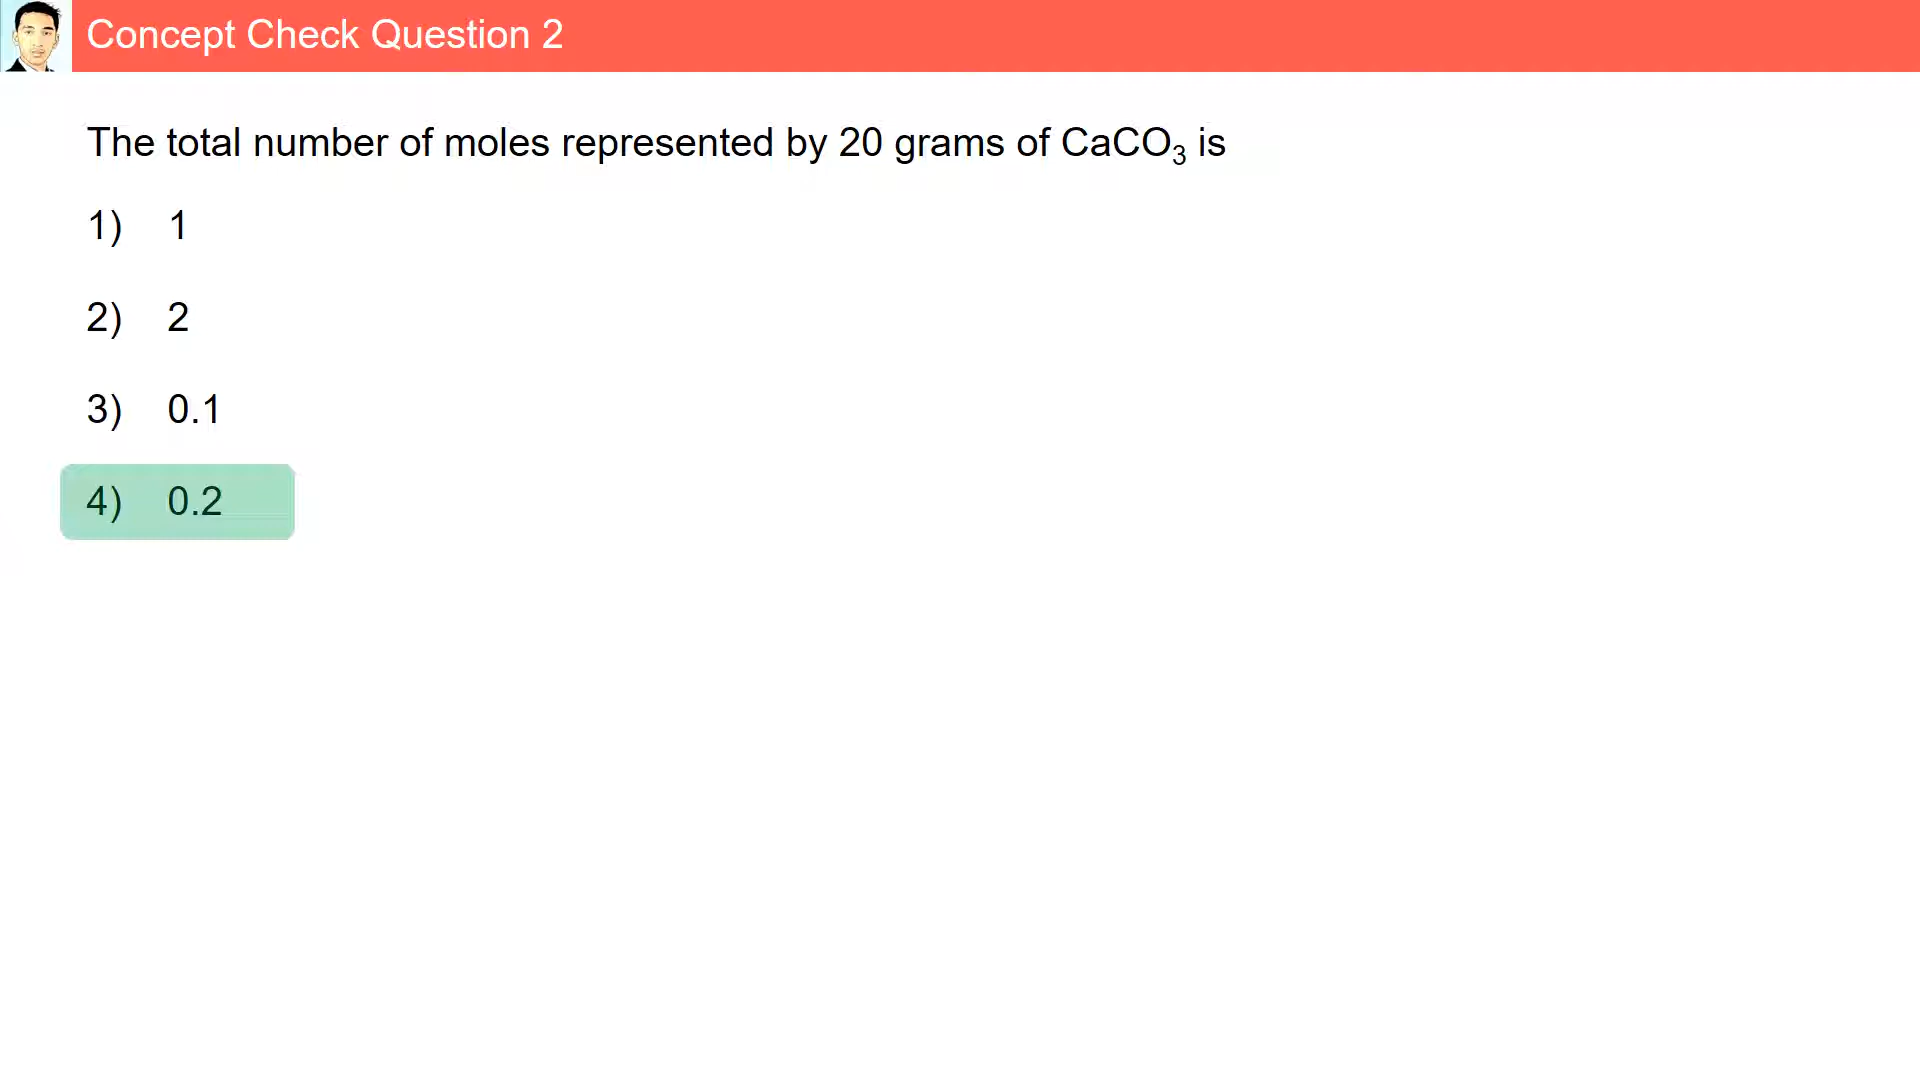 Concept Check Question 2
The total number of moles represented by 20 grams of CaCO₃ is
1) 1
2) 2
3) 0.1
4) 0.2